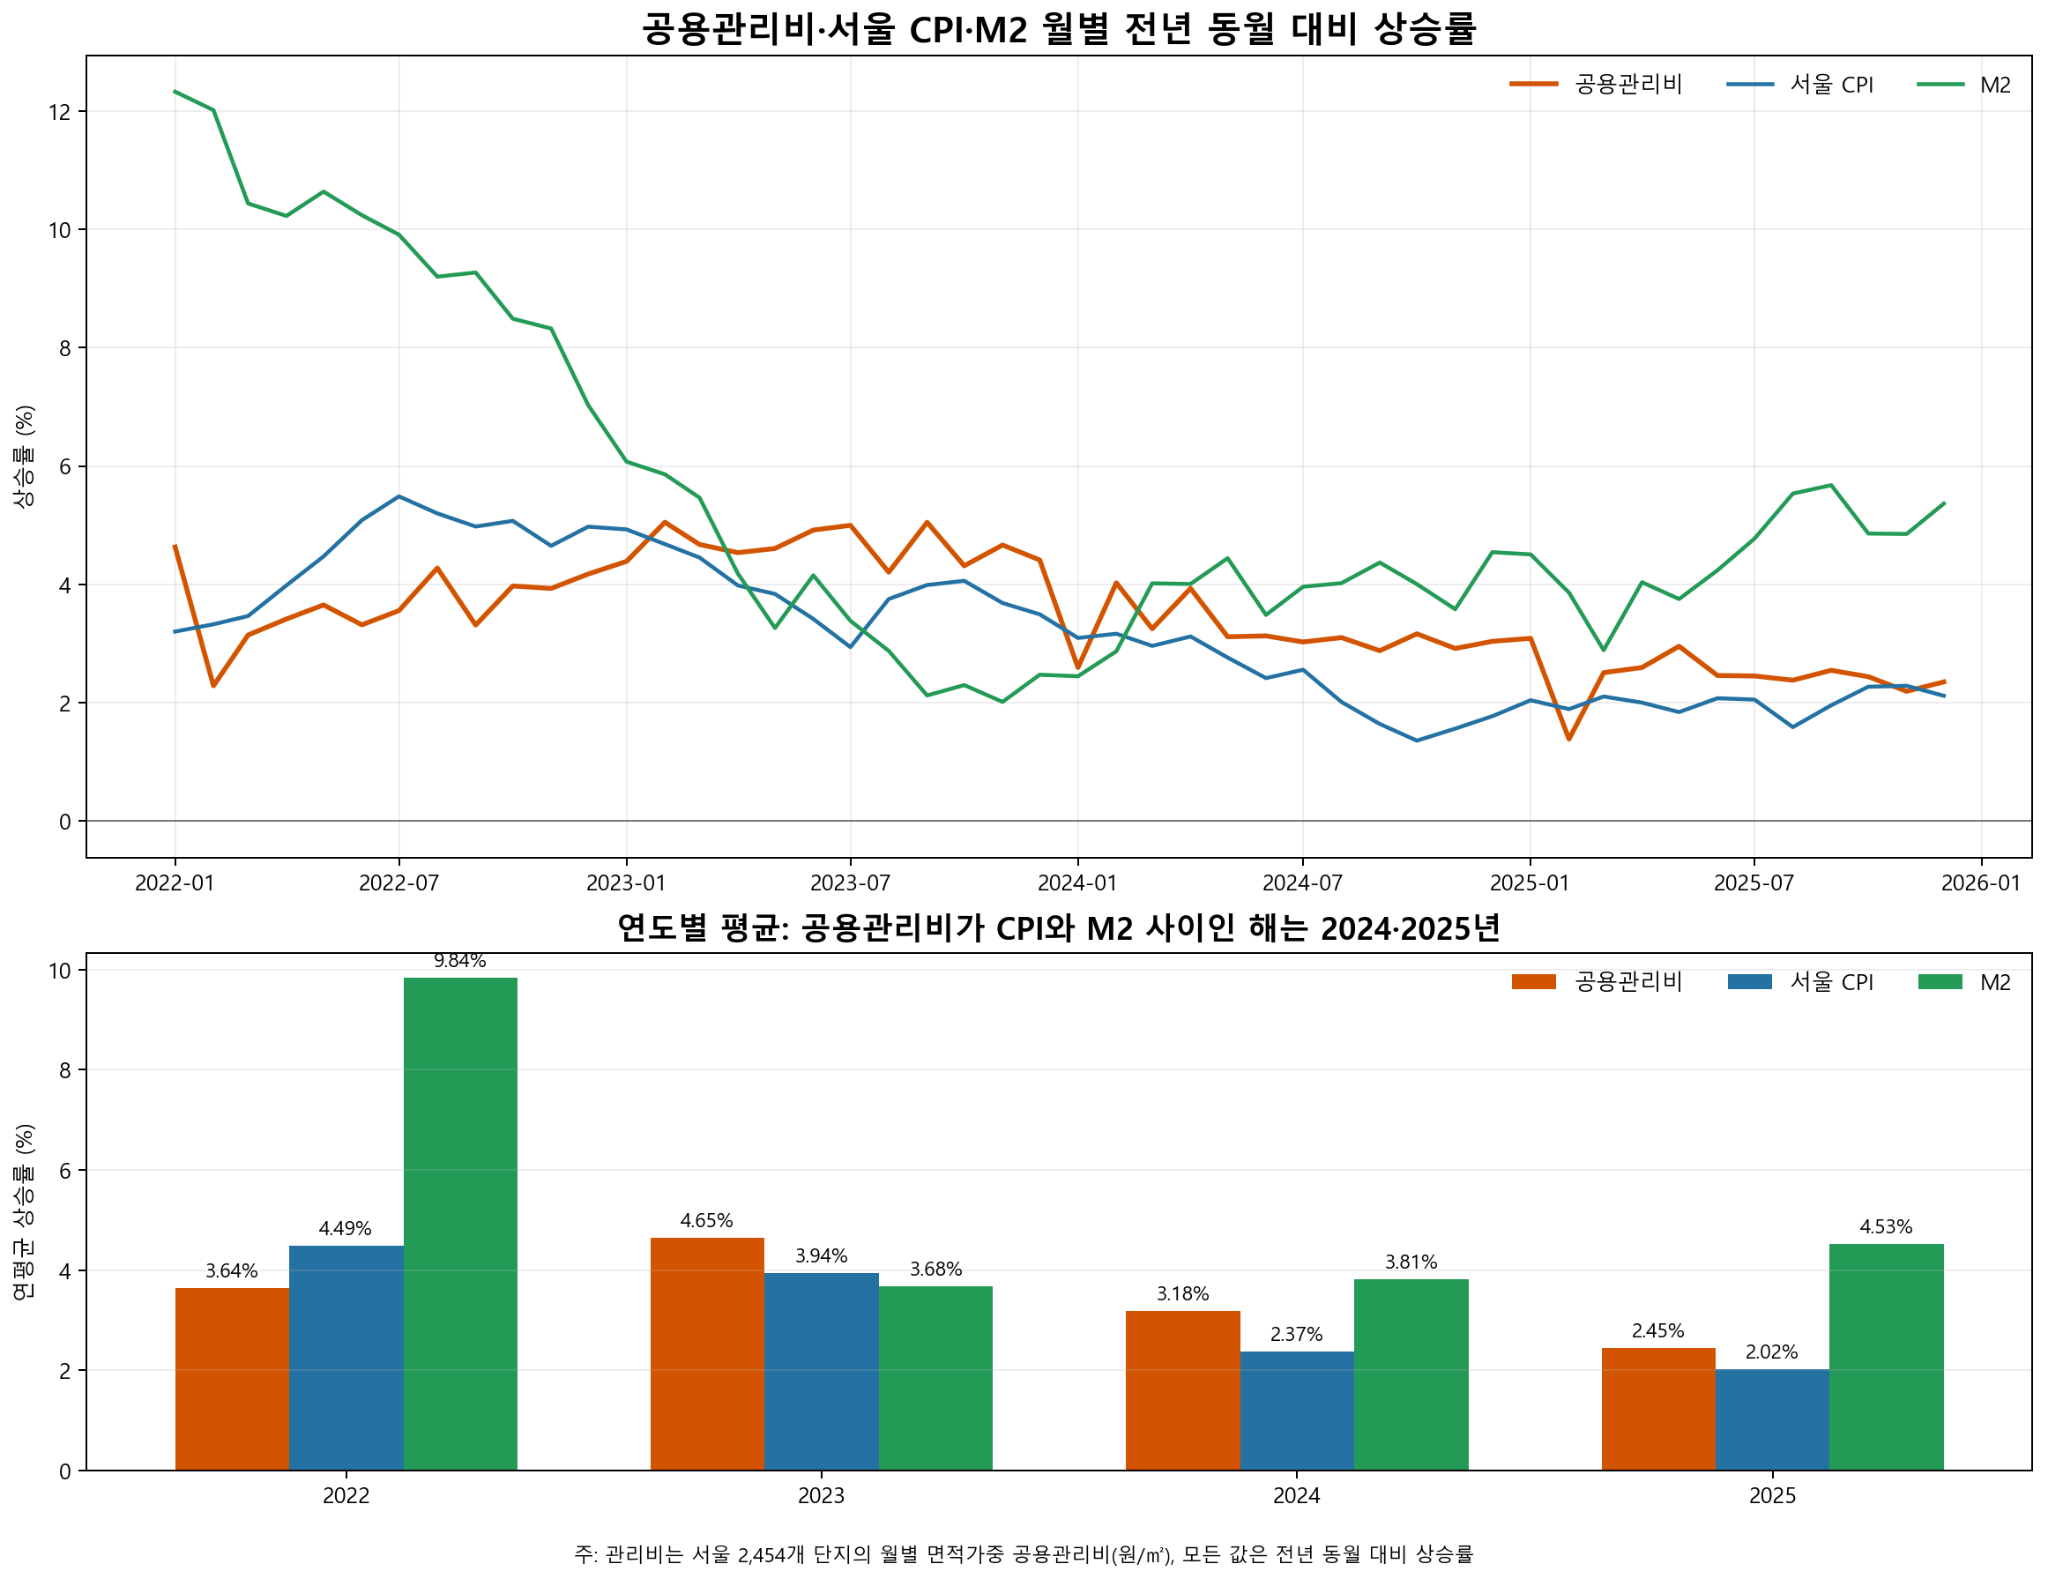 공용관리비·서울 CPI·M2 월별 전년 동월 대비 상승률
공용관리비 서울 CPI M2
상승률 (%)
12
10
8
6
4
2
0
2022-01 2022-07 2023-01 2023-07 2024-01 2024-07 2025-01 2025-07 2026-01
연도별 평균: 공용관리비가 CPI와 M2 사이인 해는 2024·2025년
공용관리비 서울 CPI M2
연평균 상승률 (%)
10
8
6
4
2
0
3.64% 4.49% 9.84%
4.65% 3.94% 3.68%
3.18% 2.37% 3.81%
2.45% 2.02% 4.53%
2022 2023 2024 2025
주: 관리비는 서울 2,454개 단지의 월별 면적가중 공용관리비(원/㎡), 모든 값은 전년 동월 대비 상승률